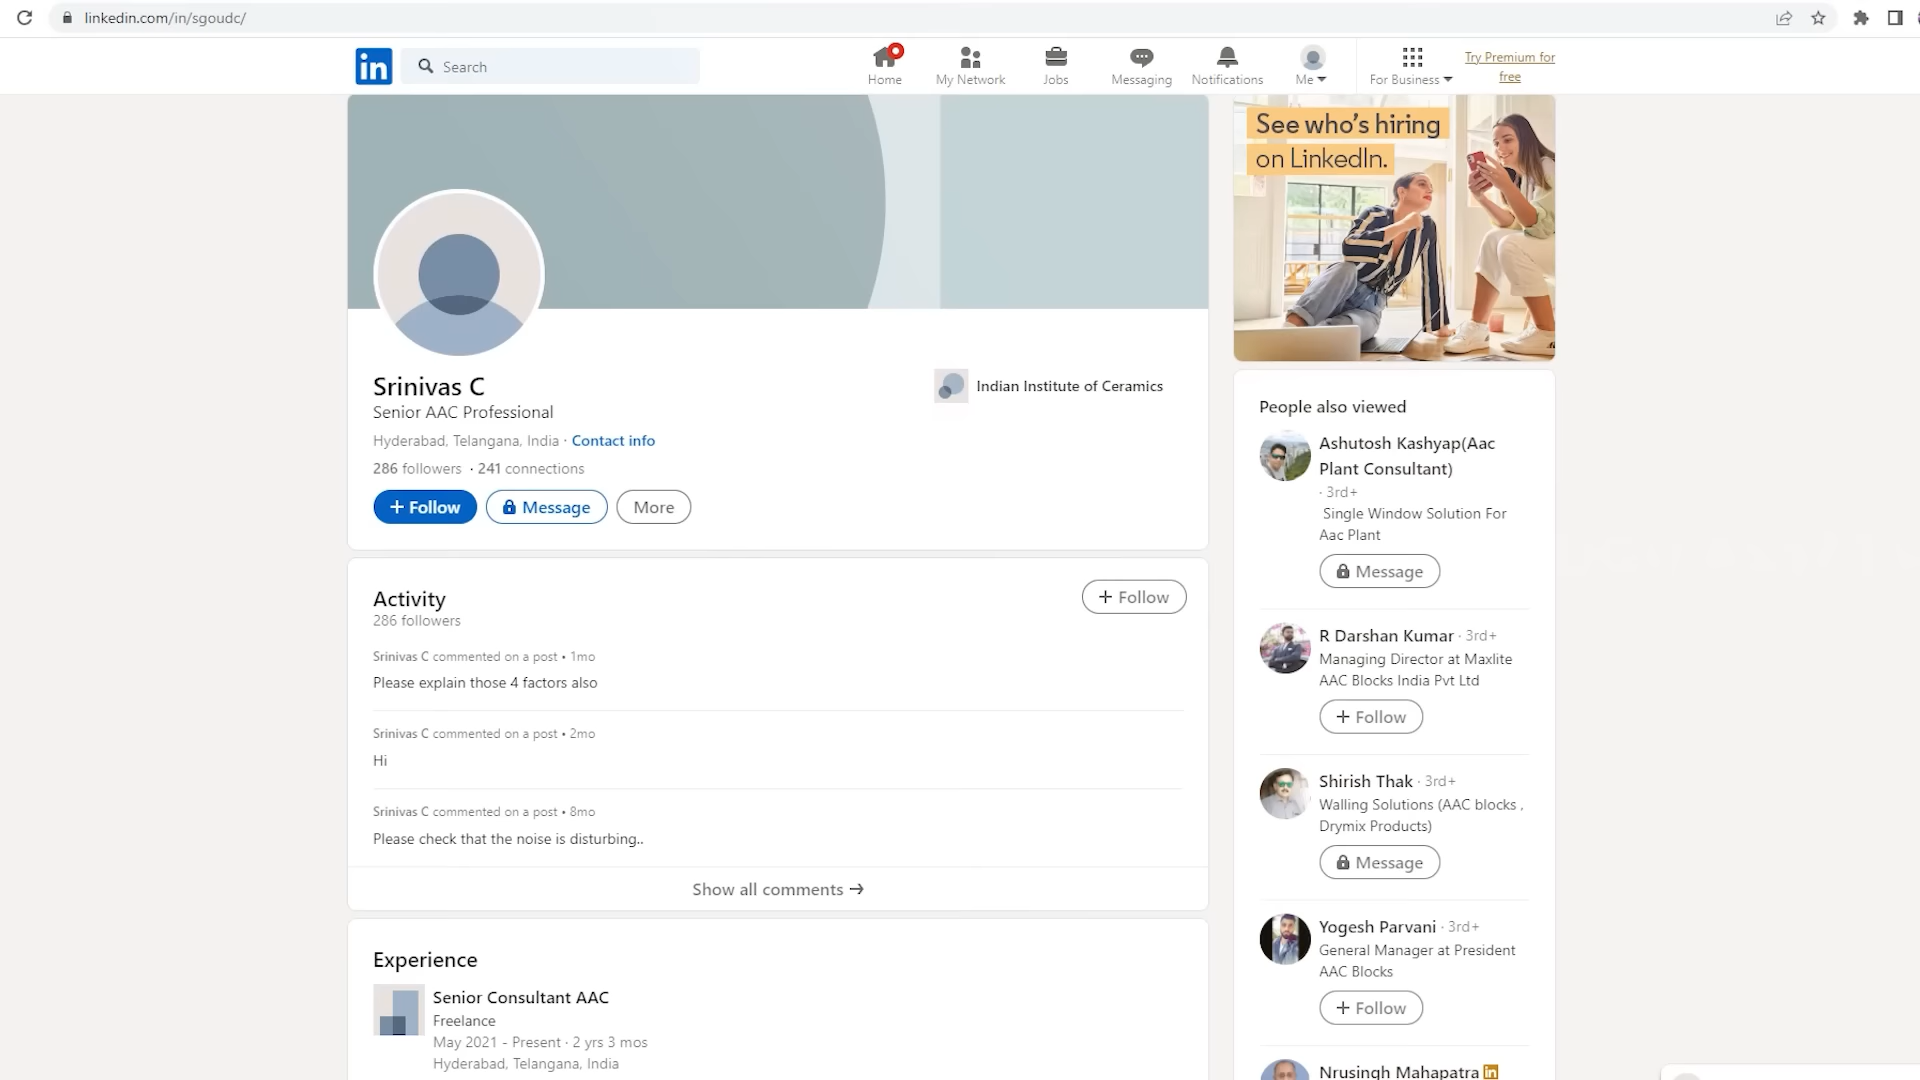 linkedin.com/in/sgoudc/
in
Search
Home
My Network
Jobs
Messaging
Notifications
Me
For Business
Try Premium for
free
See who's hiring
on LinkedIn.
Srinivas C
Senior AAC Professional
Hyderabad, Telangana, India · Contact info
286 followers · 241 connections
+ Follow
Message
More
Indian Institute of Ceramics
Activity
286 followers
+ Follow
Srinivas C commented on a post • 1mo
Please explain those 4 factors also
Srinivas C commented on a post • 2mo
Hi
Srinivas C commented on a post • 8mo
Please check that the noise is disturbing..
Show all comments →
Experience
Senior Consultant AAC
Freelance
May 2021 - Present · 2 yrs 3 mos
Hyderabad, Telangana, India
People also viewed
Ashutosh Kashyap(Aac
Plant Consultant)
· 3rd+
Single Window Solution For
Aac Plant
Message
R Darshan Kumar · 3rd+
Managing Director at Maxlite
AAC Blocks India Pvt Ltd
+ Follow
Shirish Thak · 3rd+
Walling Solutions (AAC blocks ,
Drymix Products)
Message
Yogesh Parvani · 3rd+
General Manager at President
AAC Blocks
+ Follow
Nrusingh Mahapatra in